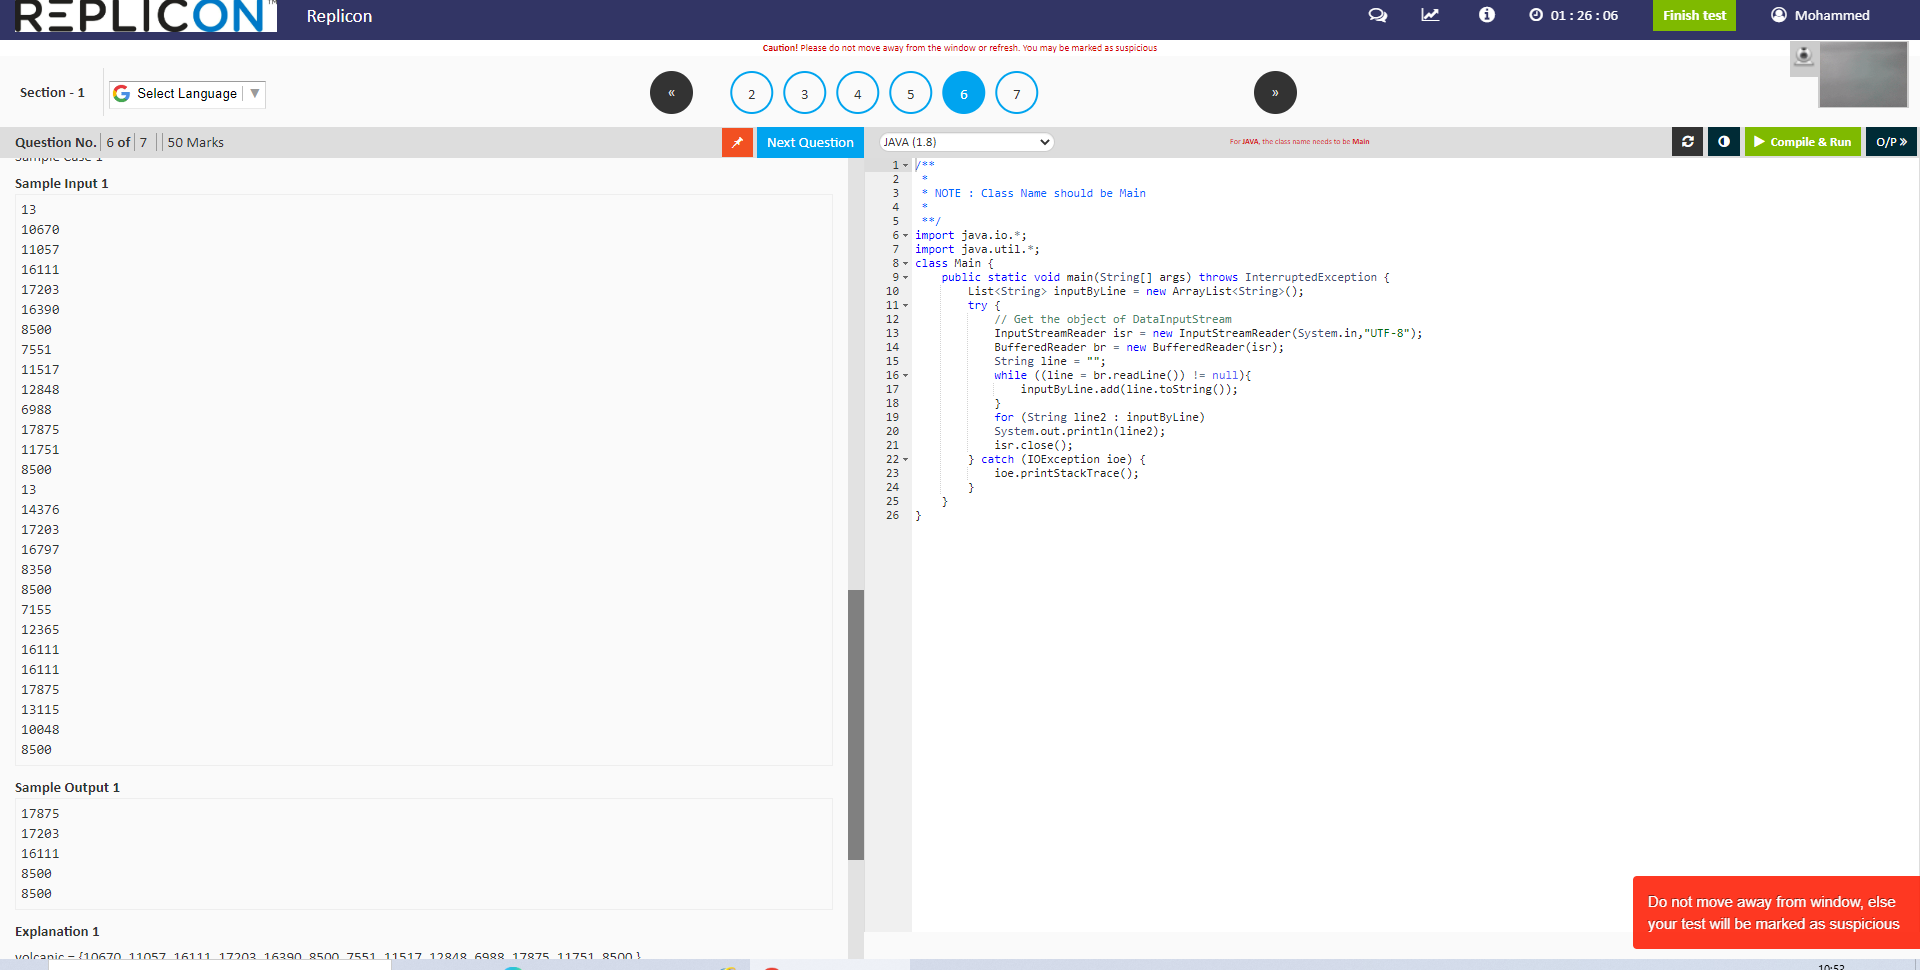 REPLICON™
Replicon
01 : 26 : 06
Finish test
Mohammed
Caution! Please do not move away from the window or refresh. You may be marked as suspicious
Section - 1
Select Language ▼
« 2 3 4 5 6 7 »
Question No. 6 of 7 50 Marks
Next Question
JAVA (1.8)
For JAVA, the class name needs to be Main
Compile & Run
O/P »
Sample Case 1
Sample Input 1
13
10670
11057
16111
17203
16390
8500
7551
11517
12848
6988
17875
11751
8500
13
14376
17203
16797
8350
8500
7155
12365
16111
16111
17875
13115
10048
8500
Sample Output 1
17875
17203
16111
8500
8500
Explanation 1
volcanic = {10670, 11057, 16111, 17203, 16390, 8500, 7551, 11517, 12848, 6988, 17875, 11751, 8500 }
1 /**
2  *
3  * NOTE : Class Name should be Main
4  *
5  **/
6 import java.io.*;
7 import java.util.*;
8 class Main {
9     public static void main(String[] args) throws InterruptedException {
10         List<String> inputByLine = new ArrayList<String>();
11         try {
12             // Get the object of DataInputStream
13             InputStreamReader isr = new InputStreamReader(System.in,"UTF-8");
14             BufferedReader br = new BufferedReader(isr);
15             String line = "";
16             while ((line = br.readLine()) != null){
17                 inputByLine.add(line.toString());
18             }
19             for (String line2 : inputByLine)
20             System.out.println(line2);
21             isr.close();
22         } catch (IOException ioe) {
23             ioe.printStackTrace();
24         }
25     }
26 }
Do not move away from window, else
your test will be marked as suspicious
10:52